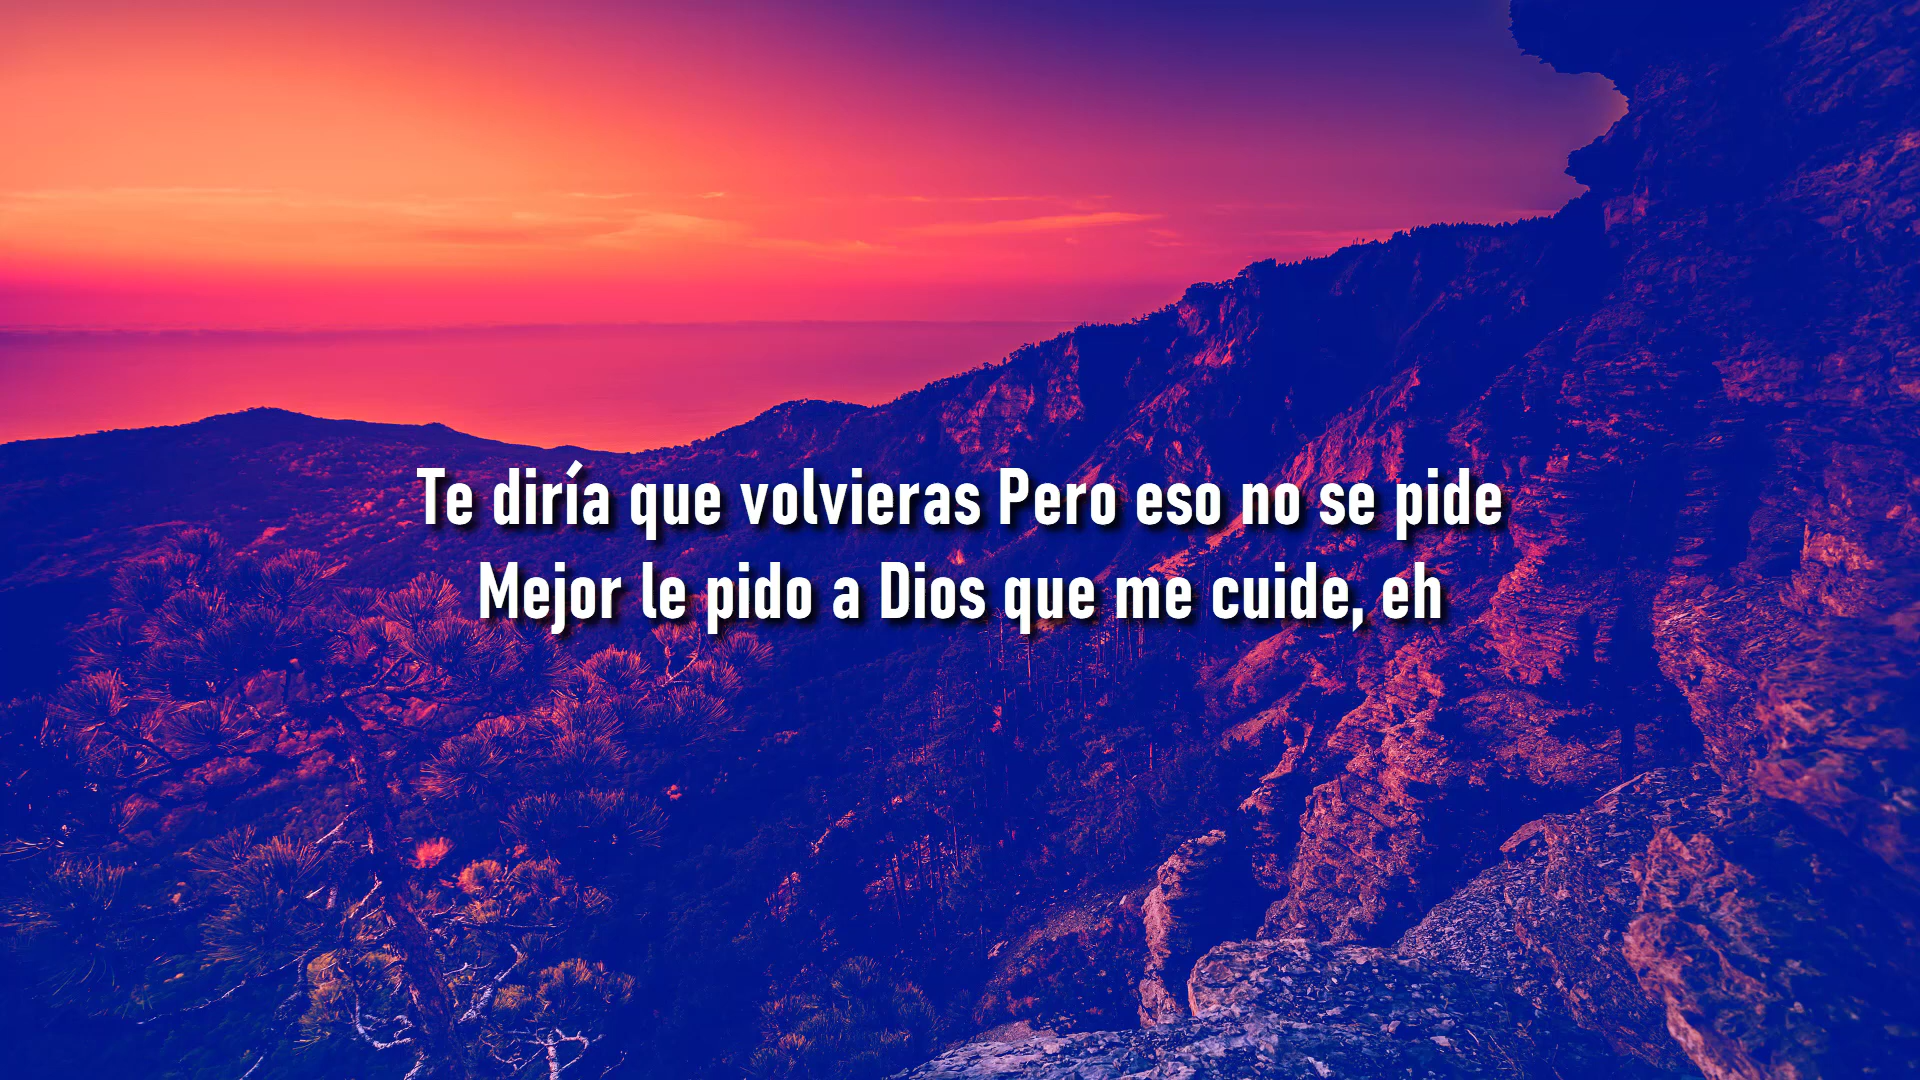 Te diría que volvieras Pero eso no se pide
Mejor le pido a Dios que me cuide, eh